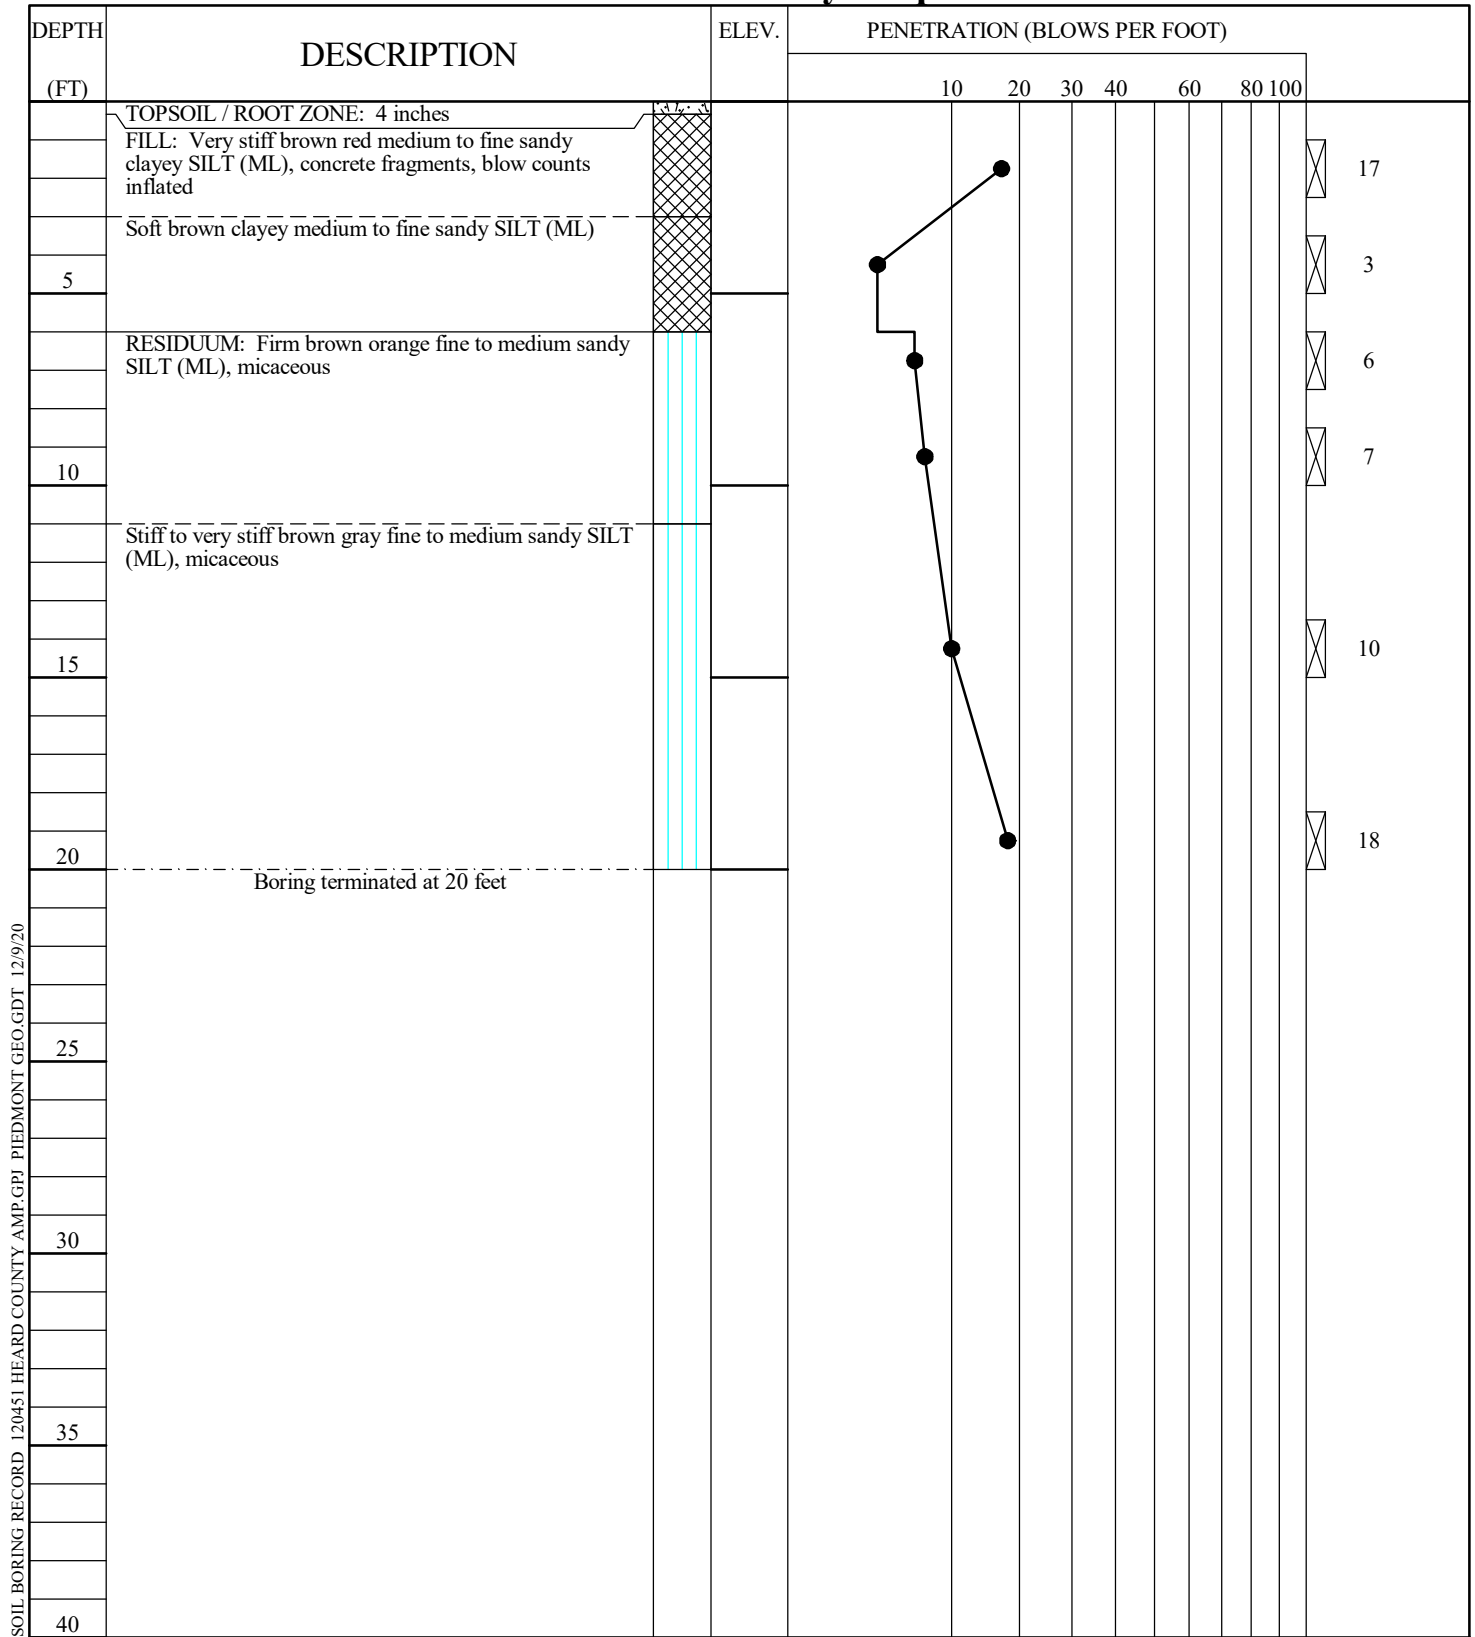 DEPTH
(FT)
DESCRIPTION
ELEV.
PENETRATION (BLOWS PER FOOT)
10 20 30 40 60 80 100
TOPSOIL / ROOT ZONE: 4 inches
FILL: Very stiff brown red medium to fine sandy
clayey SILT (ML), concrete fragments, blow counts
inflated
17
Soft brown clayey medium to fine sandy SILT (ML)
3
5
RESIDUUM: Firm brown orange fine to medium sandy
SILT (ML), micaceous
6
7
10
Stiff to very stiff brown gray fine to medium sandy SILT
(ML), micaceous
10
15
18
20
Boring terminated at 20 feet
25
30
35
40
SOIL BORING RECORD 120451 HEARD COUNTY AMP.GPJ PIEDMONT GEO.GDT 12/9/20